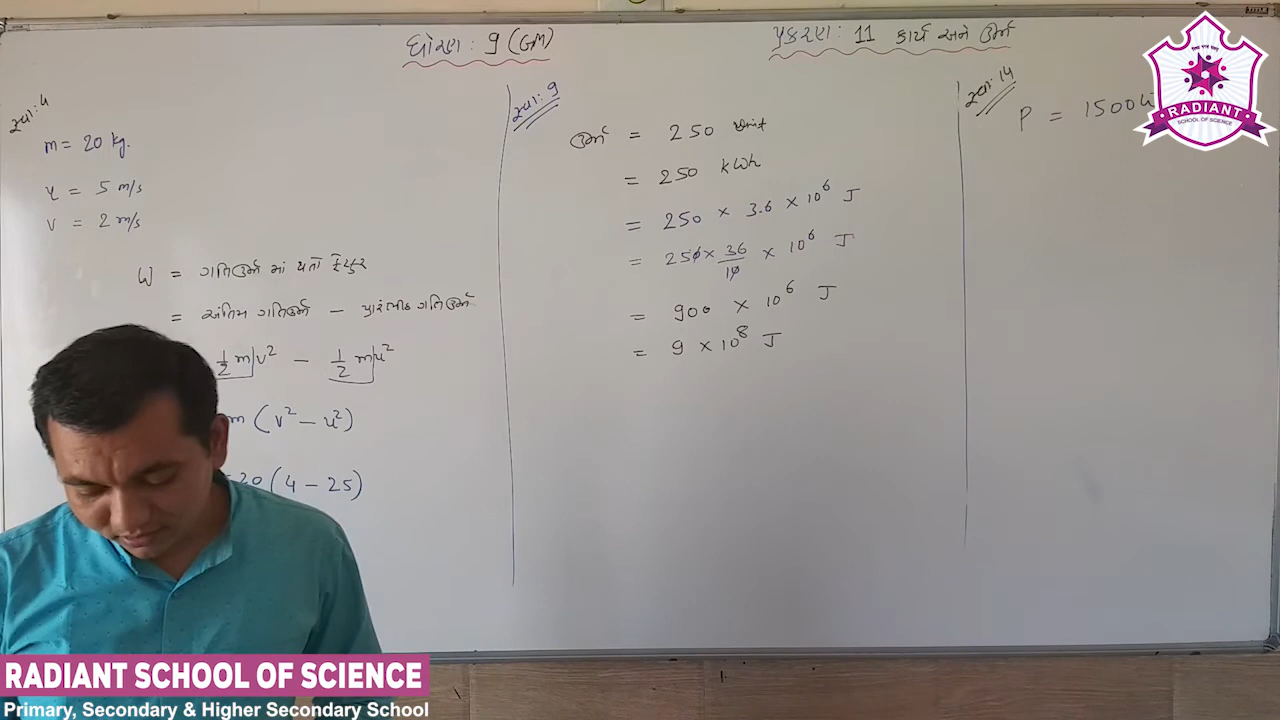 ધોરણ : 9 (GM)
પ્રકરણ : 11 કાર્ય અને ઊર્જા
સ્વા : 4
m = 20 kg.
u = 5 m/s
v = 2 m/s
W = ગતિઊર્જા માં થતો ફેરફાર
= અંતિમ ગતિઊર્જા - પ્રારંભીક ગતિઊર્જા
1/2 mv² - 1/2 mu²
m (v² - u²)
20 (4 - 25)
સ્વા : 9
ઊર્જા = 250 unit
= 250 kWh
= 250 × 3.6 × 10⁶ J
= 250 × 36/10 × 10⁶ J
= 900 × 10⁶ J
= 9 × 10⁸ J
સ્વા : 14
P = 1500
RADIANT
SCHOOL OF SCIENCE
RADIANT SCHOOL OF SCIENCE
Primary, Secondary & Higher Secondary School